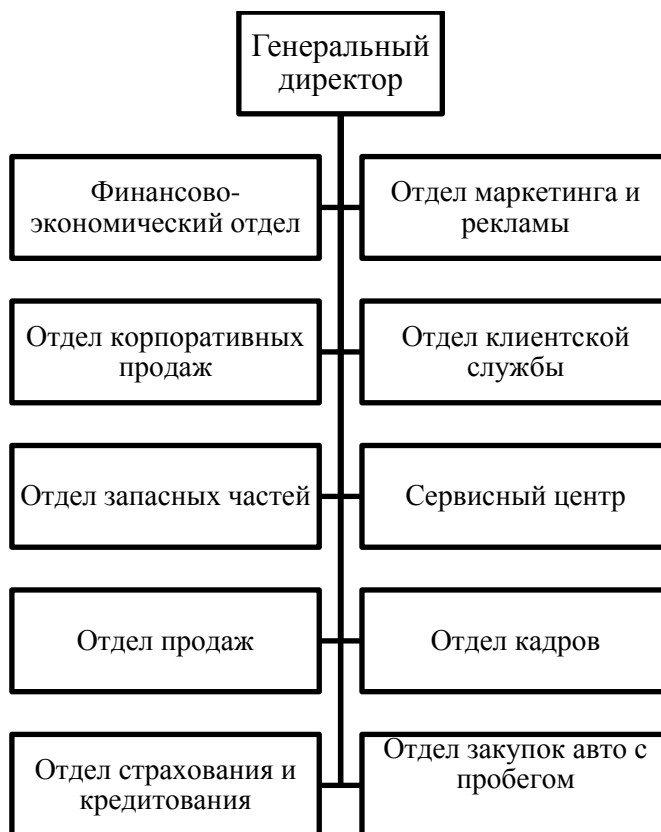 Генеральный
директор
Финансово-
экономический отдел
Отдел маркетинга и
рекламы
Отдел корпоративных
продаж
Отдел клиентской
службы
Отдел запасных частей
Сервисный центр
Отдел продаж
Отдел кадров
Отдел страхования и
кредитования
Отдел закупок авто с
пробегом